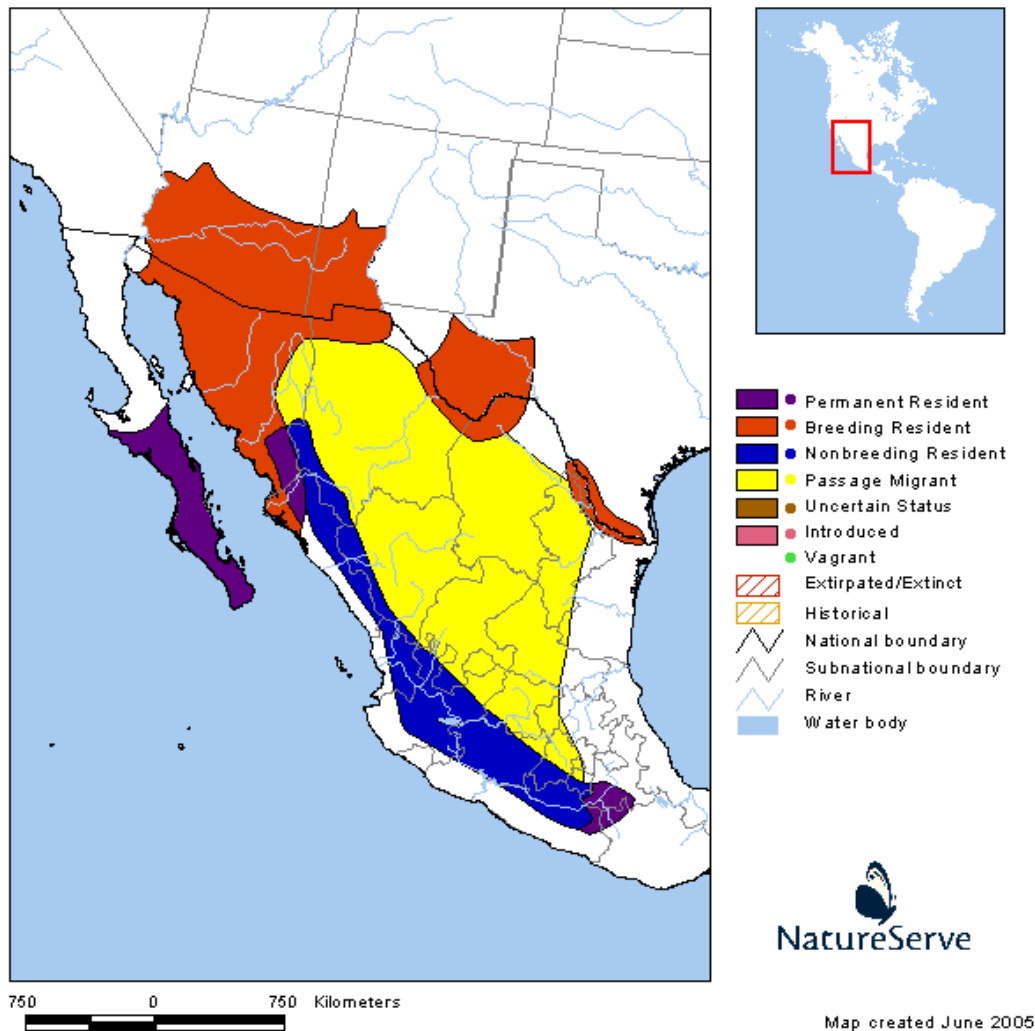 Permanent Resident
Breeding Resident
Nonbreeding Resident
Passage Migrant
Uncertain Status
Introduced
Vagrant
Extirpated/Extinct
Historical
National boundary
Subnational boundary
River
Water body
NatureServe
750 0 750 Kilometers
Map created June 2005